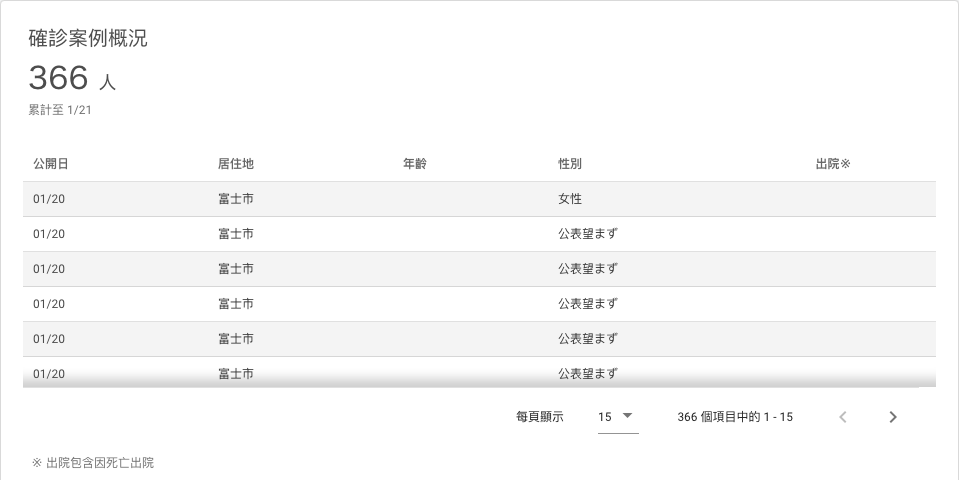 確診案例概況
366 人
累計至 1/21
公開日 居住地 年齡 性別 出院※
01/20 富士市 女性
01/20 富士市 公表望まず
01/20 富士市 公表望まず
01/20 富士市 公表望まず
01/20 富士市 公表望まず
01/20 富士市 公表望まず
每頁顯示 15 366 個項目中的 1 - 15
※ 出院包含因死亡出院